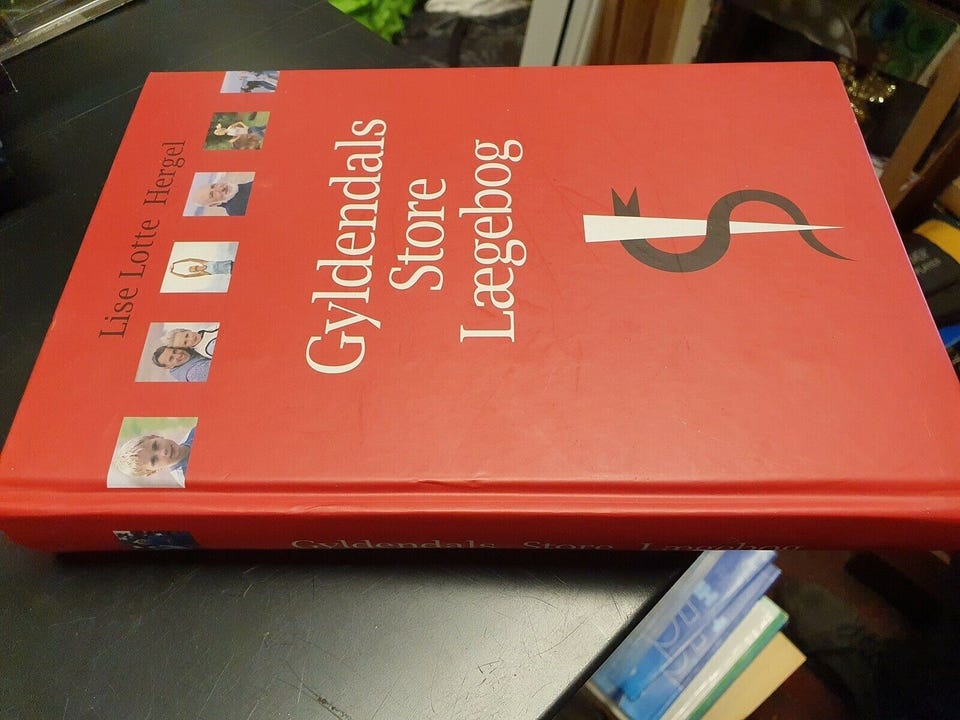 Lise Lotte Hergel
Gyldendals
Store
Lægebog
Gyldendals Store Lægebog